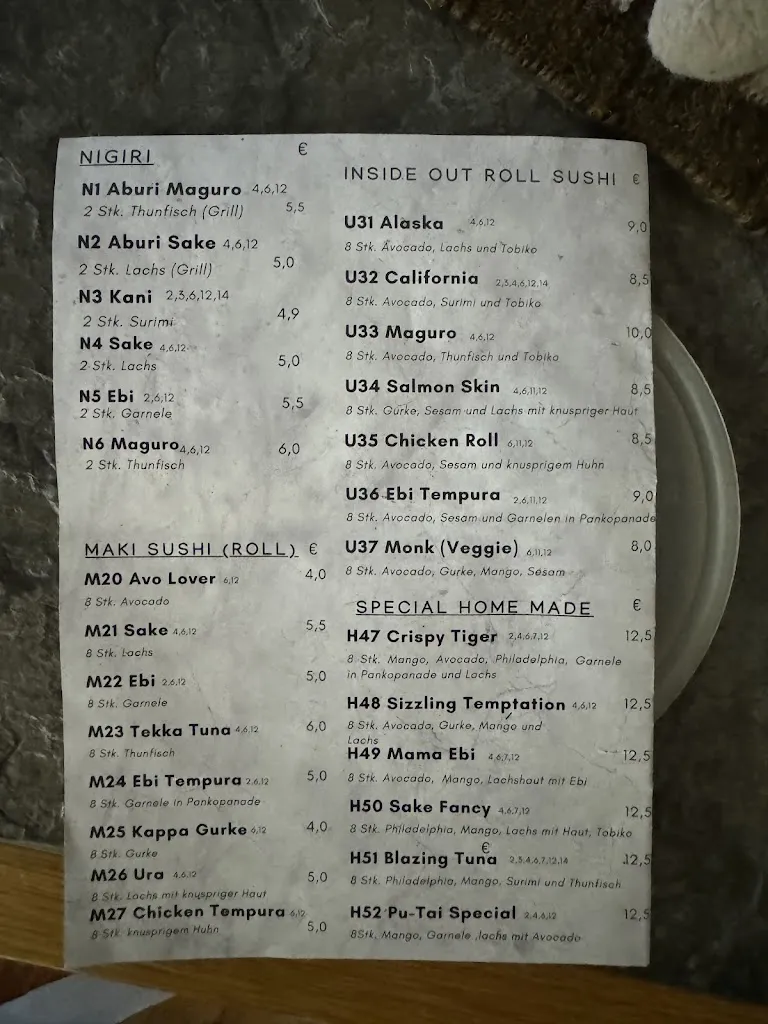 NIGIRI €
N1 Aburi Maguro 4,6,12
2 Stk. Thunfisch (Grill) 5,5
N2 Aburi Sake 4,6,12
2 Stk. Lachs (Grill) 5,0
N3 Kani 2,3,6,12,14
2 Stk. Surimi 4,9
N4 Sake 4,6,12
2 Stk. Lachs 5,0
N5 Ebi 2,6,12
2 Stk. Garnele 5,5
N6 Maguro 4,6,12 6,0
2 Stk. Thunfisch
MAKI SUSHI (ROLL) €
M20 Avo Lover 6,12 4,0
8 Stk. Avocado
M21 Sake 4,6,12 5,5
8 Stk. Lachs
M22 Ebi 2,6,12 5,0
8 Stk. Garnele
M23 Tekka Tuna 4,6,12 6,0
8 Stk. Thunfisch
M24 Ebi Tempura 2,6,12 5,0
8 Stk. Garnele in Pankopanade
M25 Kappa Gurke 6,12 4,0
8 Stk. Gurke
M26 Ura 4,6,12 5,0
8 Stk. Lachs mit knuspriger Haut
M27 Chicken Tempura 6,12
8 Stk. knusprigem Huhn 5,0
INSIDE OUT ROLL SUSHI €
U31 Alaska 4,6,12 9,0
8 Stk. Avocado, Lachs und Tobiko
U32 California 2,3,4,6,12,14 8,5
8 Stk. Avocado, Surimi und Tobiko
U33 Maguro 4,6,12 10,0
8 Stk. Avocado, Thunfisch und Tobiko
U34 Salmon Skin 4,6,11,12 8,5
8 Stk. Gurke, Sesam und Lachs mit knuspriger Haut
U35 Chicken Roll 6,11,12 8,5
8 Stk. Avocado, Sesam und knusprigem Huhn
U36 Ebi Tempura 2,6,11,12 9,0
8 Stk. Avocado, Sesam und Garnelen in Pankopanade
U37 Monk (Veggie) 6,11,12 8,0
8 Stk. Avocado, Gurke, Mango, Sesam
SPECIAL HOME MADE €
H47 Crispy Tiger 2,4,6,7,12 12,5
8 Stk. Mango, Avocado, Philadelphia, Garnele
in Pankopanade und Lachs
H48 Sizzling Temptation 4,6,12 12,5
8 Stk. Avocado, Gurke, Mango und
Lachs
H49 Mama Ebi 4,6,7,12 12,5
8 Stk. Avocado, Mango, Lachshaut mit Ebi
H50 Sake Fancy 4,6,7,12 12,5
8 Stk. Philadelphia, Mango, Lachs mit Haut, Tobiko
€
H51 Blazing Tuna 2,3,4,6,7,12,14 12,5
8 Stk. Philadelphia, Mango, Surimi und Thunfisch
H52 Pu-Tai Special 2,4,6,12 12,5
8Stk. Mango, Garnele ,lachs mit Avocado